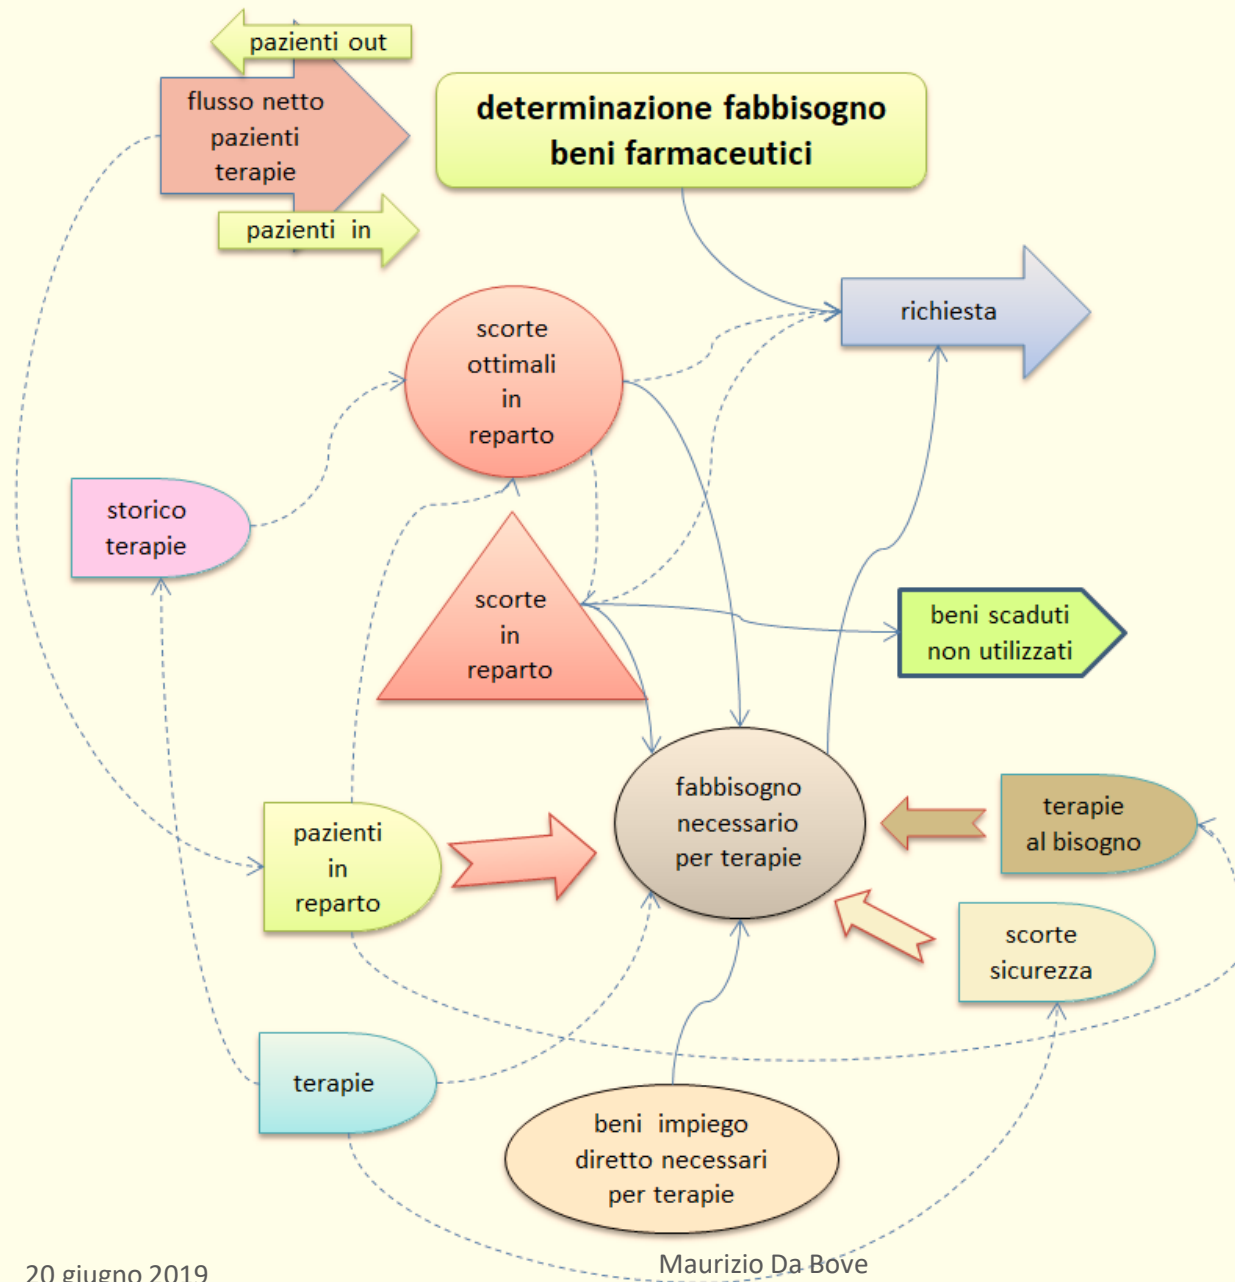 pazienti out
flusso netto
pazienti
terapie
pazienti in
determinazione fabbisogno
beni farmaceutici
richiesta
scorte
ottimali
in
reparto
storico
terapie
scorte
in
reparto
beni scaduti
non utilizzati
fabbisogno
necessario
per terapie
terapie
al bisogno
pazienti
in
reparto
scorte
sicurezza
terapie
beni impiego
diretto necessari
per terapie
20 giugno 2019
Maurizio Da Bove